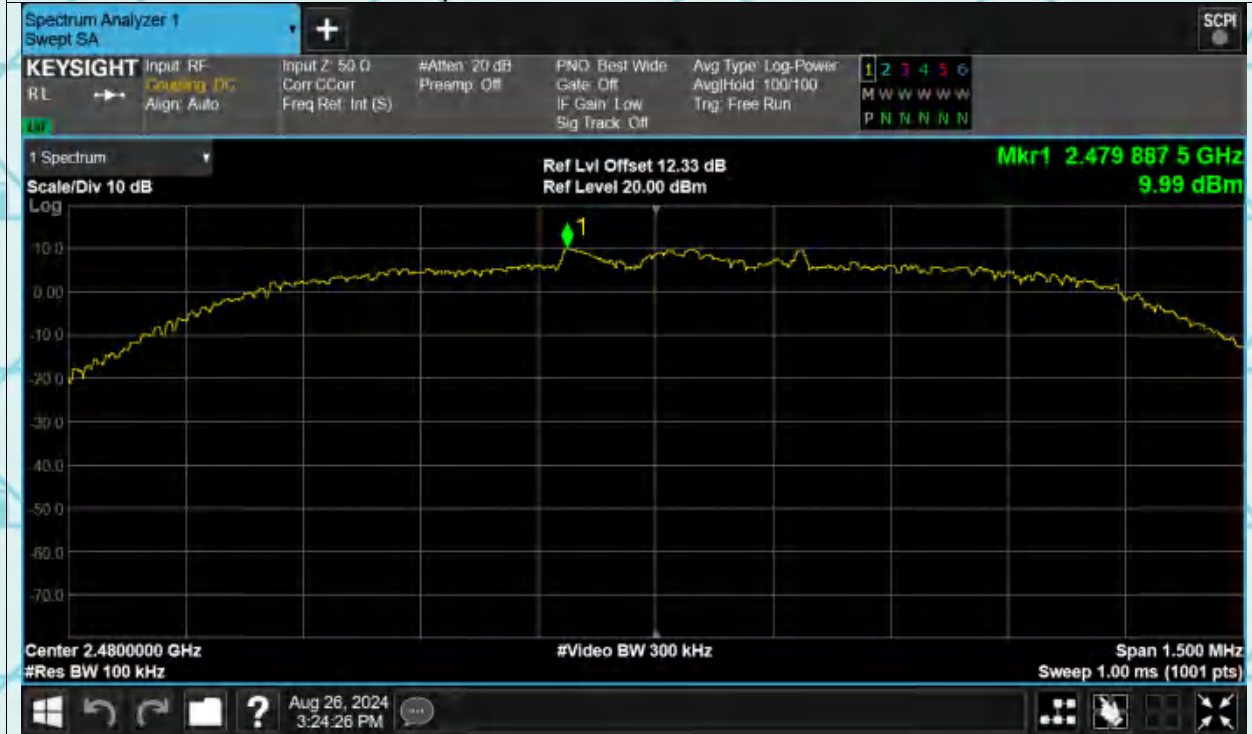 Spectrum Analyzer 1
Swept SA
+
SCPI
KEYSIGHT
RL
Input: RF
Coupling: DC
Align: Auto
Input Z: 50 Ω
Corr CCorr
Freq Ref: Int (S)
#Atten: 20 dB
Preamp: Off
PNO: Best Wide
Gate: Off
IF Gain: Low
Sig Track: Off
Avg Type: Log-Power
Avg|Hold: 100/100
Trig: Free Run
1 2 3 4 5 6
M W W W W W
P N N N N N
1 Spectrum
Scale/Div 10 dB
Log
Ref Lvl Offset 12.33 dB
Ref Level 20.00 dBm
Mkr1 2.479 887 5 GHz
9.99 dBm
1
10.0
0.00
-10.0
-20.0
-30.0
-40.0
-50.0
-60.0
-70.0
Center 2.4800000 GHz
#Video BW 300 kHz
Span 1.500 MHz
#Res BW 100 kHz
Sweep 1.00 ms (1001 pts)
?
Aug 26, 2024
3:24:26 PM